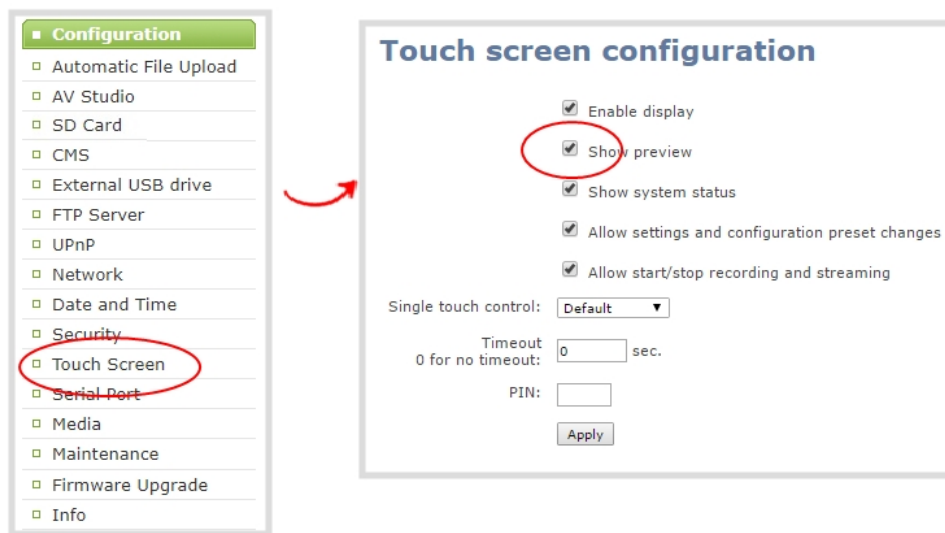 Configuration
Automatic File Upload
AV Studio
SD Card
CMS
External USB drive
FTP Server
UPnP
Network
Date and Time
Security
Touch Screen
Serial Port
Media
Maintenance
Firmware Upgrade
Info
Touch screen configuration
Enable display
Show preview
Show system status
Allow settings and configuration preset changes
Allow start/stop recording and streaming
Single touch control: Default
Timeout
0 for no timeout: 0 sec.
PIN:
Apply